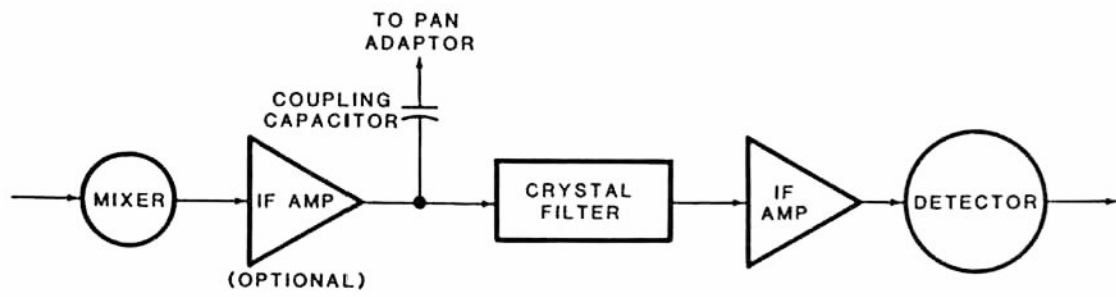 TO PAN
ADAPTOR
COUPLING
CAPACITOR
MIXER
IF AMP
(OPTIONAL)
CRYSTAL
FILTER
IF
AMP
DETECTOR